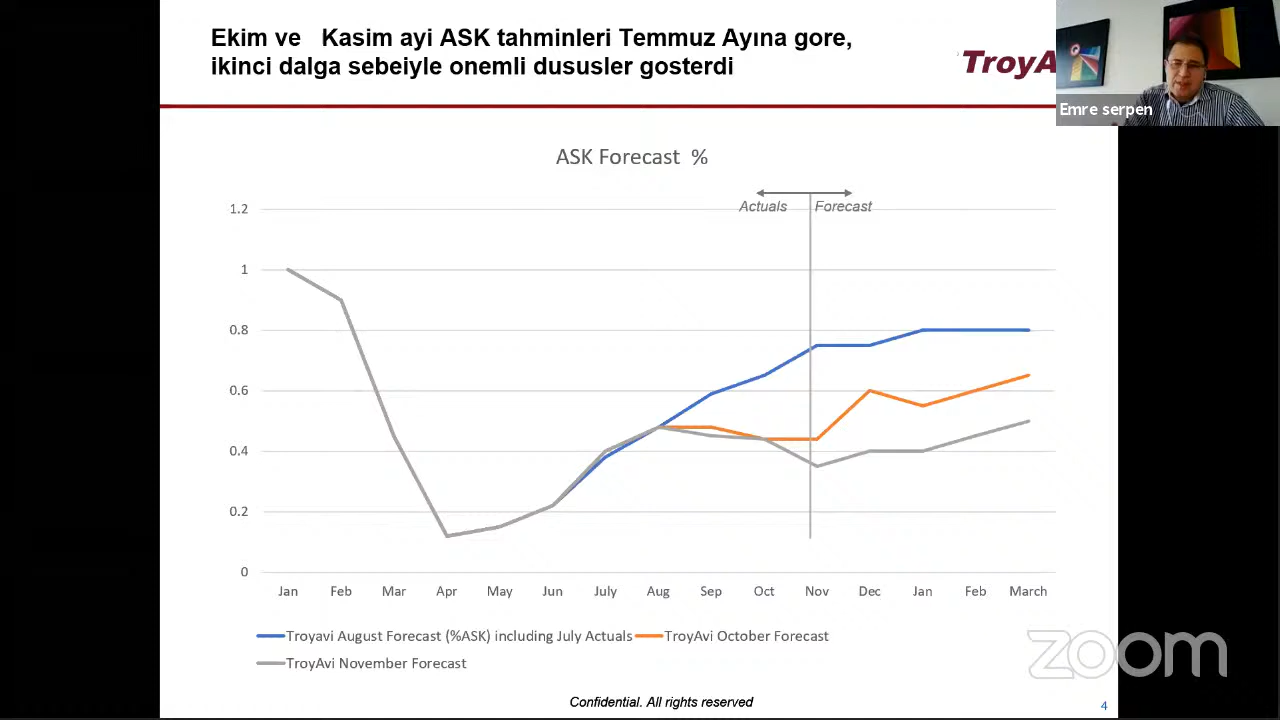 Ekim ve   Kasim ayi ASK tahminleri Temmuz Ayına gore,
ikinci dalga sebeiyle onemli dususler gosterdi
TroyA
Emre serpen
ASK Forecast  %
Actuals
Forecast
1.2
1
0.8
0.6
0.4
0.2
0
Jan Feb Mar Apr May Jun July Aug Sep Oct Nov Dec Jan Feb March
Troyavi August Forecast (%ASK) including July Actuals
TroyAvi October Forecast
TroyAvi November Forecast
zoom
Confidential. All rights reserved
4